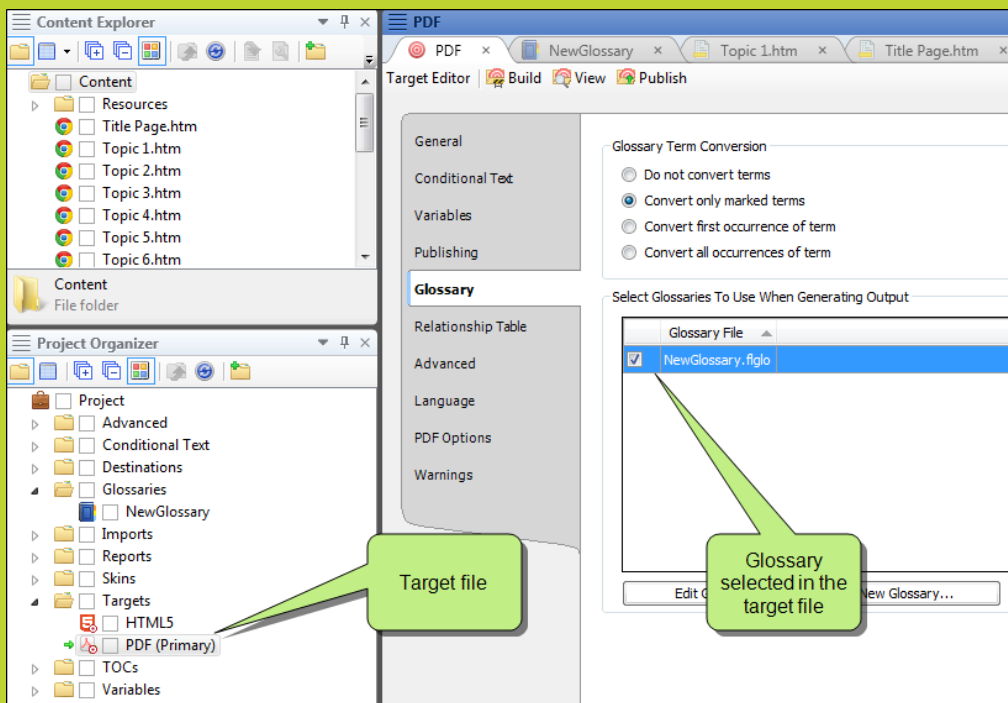 Content Explorer
Content
Resources
Title Page.htm
Topic 1.htm
Topic 2.htm
Topic 3.htm
Topic 4.htm
Topic 5.htm
Topic 6.htm
Content
File folder
Project Organizer
Project
Advanced
Conditional Text
Destinations
Glossaries
NewGlossary
Imports
Reports
Skins
Targets
HTML5
PDF (Primary)
TOCs
Variables
PDF
PDF NewGlossary Topic 1.htm Title Page.htm
Target Editor Build View Publish
General
Conditional Text
Variables
Publishing
Glossary
Relationship Table
Advanced
Language
PDF Options
Warnings
Glossary Term Conversion
Do not convert terms
Convert only marked terms
Convert first occurrence of term
Convert all occurrences of term
Select Glossaries To Use When Generating Output
Glossary File
NewGlossary.flglo
Edit
New Glossary...
Target file
Glossary
selected in the
target file